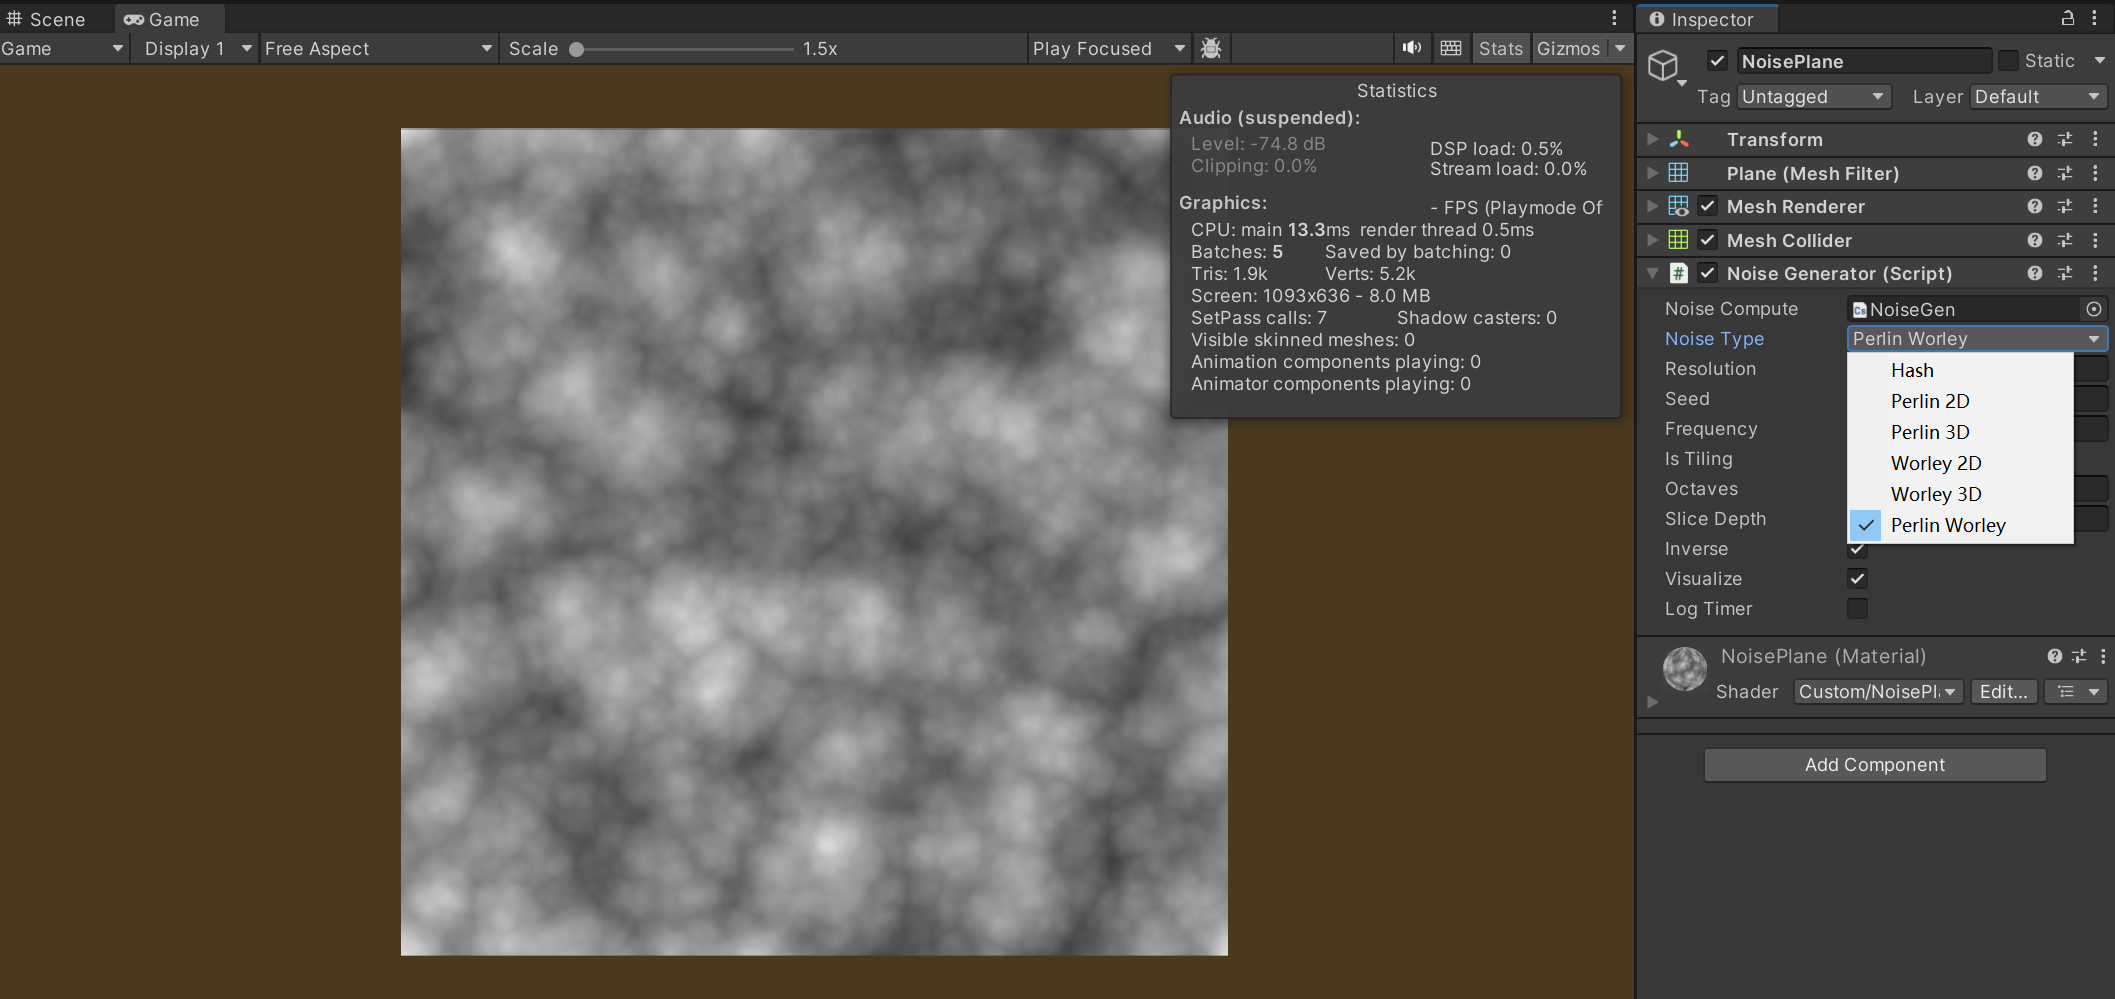 Scene
Game
Game
Display 1
Free Aspect
Scale
1.5x
Play Focused
Stats
Gizmos
Statistics
Audio (suspended):
Level: -74.8 dB
DSP load: 0.5%
Clipping: 0.0%
Stream load: 0.0%
Graphics:
- FPS (Playmode Of
CPU: main 13.3ms render thread 0.5ms
Batches: 5 Saved by batching: 0
Tris: 1.9k Verts: 5.2k
Screen: 1093x636 - 8.0 MB
SetPass calls: 7 Shadow casters: 0
Visible skinned meshes: 0
Animation components playing: 0
Animator components playing: 0
Inspector
NoisePlane
Static
Tag Untagged
Layer Default
Transform
Plane (Mesh Filter)
Mesh Renderer
Mesh Collider
# Noise Generator (Script)
Noise Compute NoiseGen
Noise Type Perlin Worley
Resolution
Seed
Frequency
Is Tiling
Octaves
Slice Depth
Inverse
Visualize
Log Timer
Hash
Perlin 2D
Perlin 3D
Worley 2D
Worley 3D
Perlin Worley
NoisePlane (Material)
Shader Custom/NoisePl Edit...
Add Component